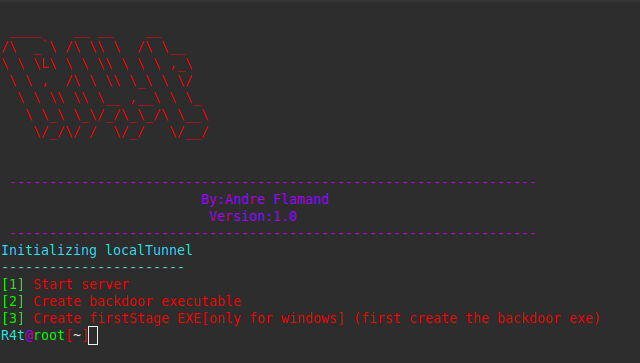 By:Andre Flamand
Version:1.0
Initializing localTunnel
[1] Start server
[2] Create backdoor executable
[3] Create firstStage EXE[only for windows] (first create the backdoor exe)
R4t@root[~]